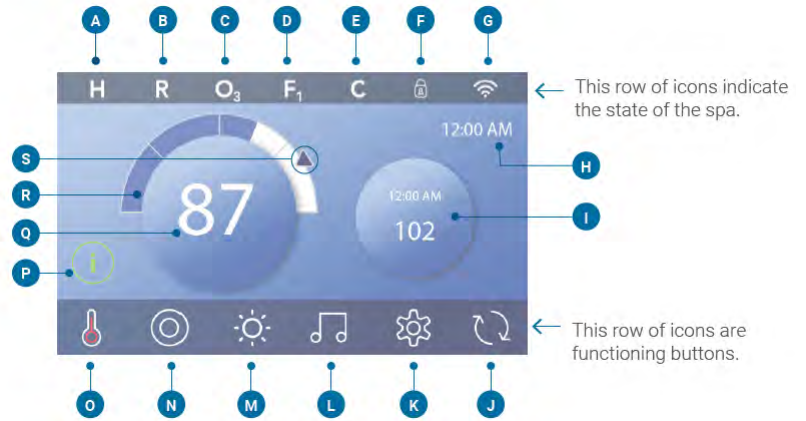 A B C D E F G
H R O₃ F₁ C A
This row of icons indicate
the state of the spa.
12:00 AM
S
H
R
87
12:00 AM
I
102
Q
P
i
This row of icons are
functioning buttons.
O N M L K J